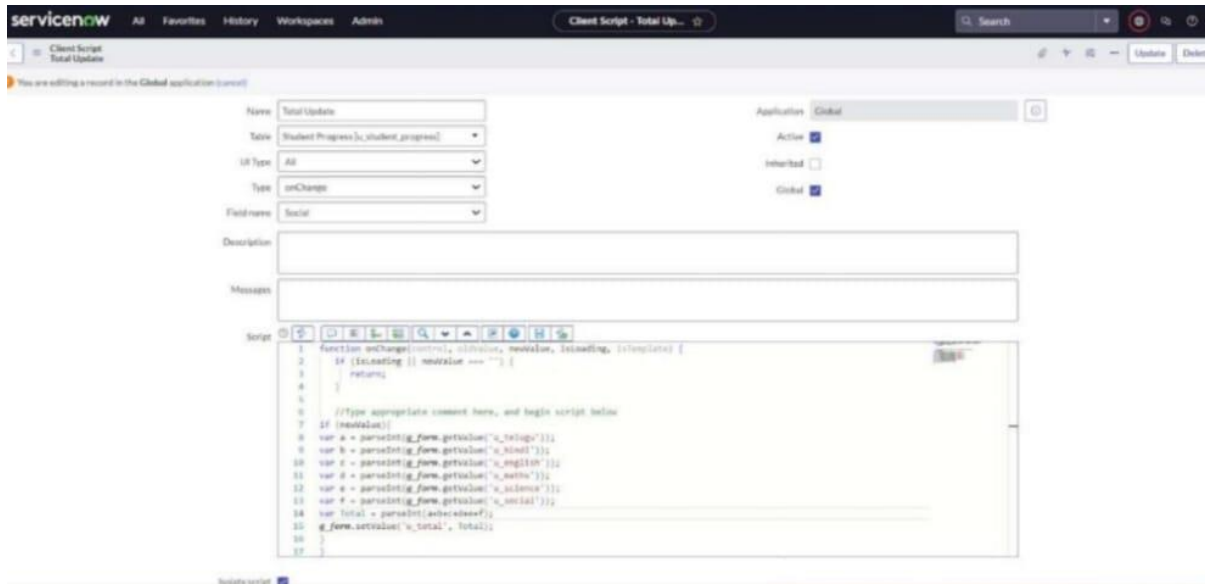 servicenow All Favorites History Workspaces Admin Client Script - Total Up... Search
Client Script
Total Update
Update Delet
You are editing a record in the Global application (cancel)
Name Total Update
Application Global
Table Student Progress [u_student_progress]
Active
UI Type All
Inherited
Type onChange
Global
Field name Social
Description
Messages
Script
1 function onChange(control, oldValue, newValue, isLoading, isTemplate) {
2 if (isLoading || newValue === '') {
3 return;
4 }
5
6 //Type appropriate comment here, and begin script below
7 if (newValue){
8 var a = parseInt(g_form.getValue('u_telugu'));
9 var b = parseInt(g_form.getValue('u_hindi'));
10 var c = parseInt(g_form.getValue('u_english'));
11 var d = parseInt(g_form.getValue('u_maths'));
12 var e = parseInt(g_form.getValue('u_science'));
13 var f = parseInt(g_form.getValue('u_social'));
14 var Total = parseInt(a+b+c+d+e+f);
15 g_form.setValue('u_total', Total);
16 }
17 }
Isolate script